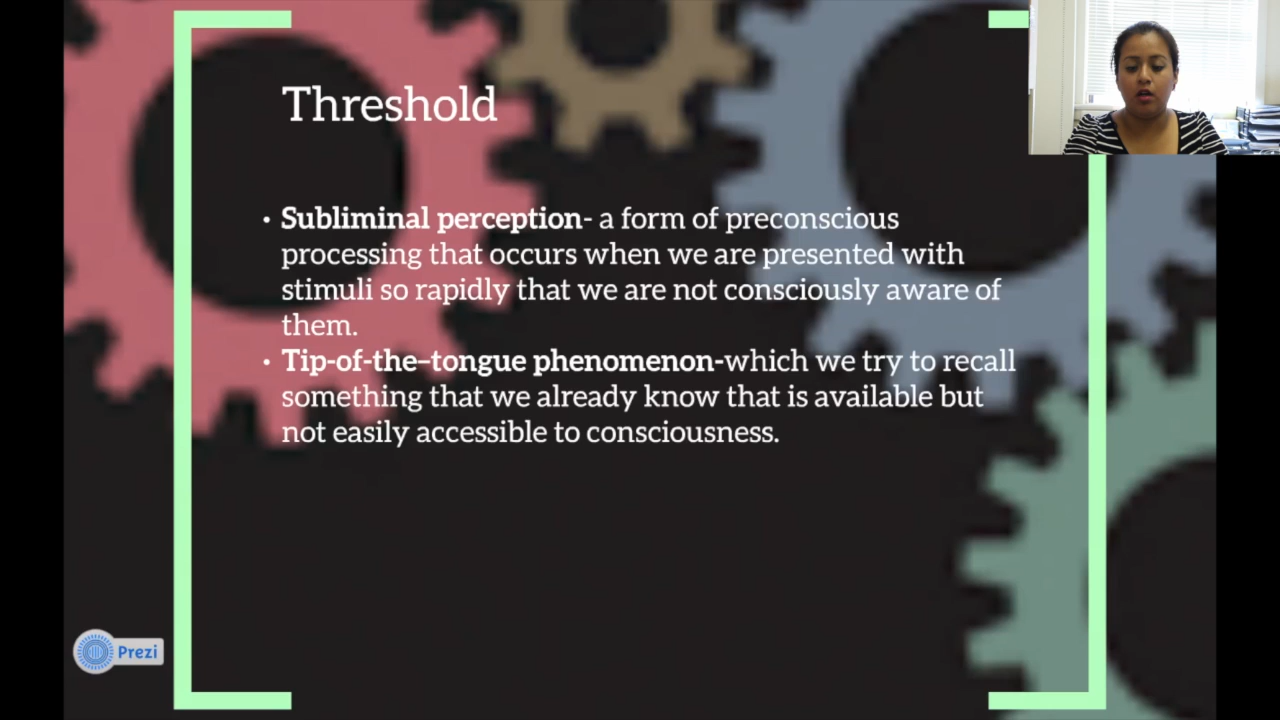 Threshold
• Subliminal perception- a form of preconscious
processing that occurs when we are presented with
stimuli so rapidly that we are not consciously aware of
them.
• Tip-of-the–tongue phenomenon-which we try to recall
something that we already know that is available but
not easily accessible to consciousness.
Prezi